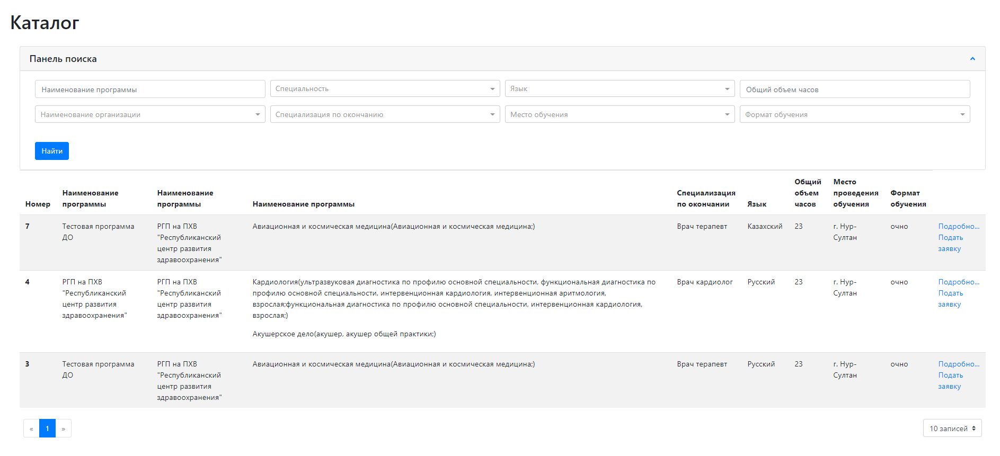 Каталог
Панель поиска
Наименование программы
Специальность
Язык
Общий объем часов
Наименование организации
Специализация по окончанию
Место обучения
Формат обучения
Найти
Номер
Наименование
программы
Наименование
программы
Наименование программы
Специализация
по окончании
Язык
Общий
объем
часов
Место
проведения
обучения
Формат
обучения
7
Тестовая программа
ДО
РГП на ПХВ
"Республиканский
центр развития
здравоохранения"
Авиационная и космическая медицина(Авиационная и космическая медицина;)
Врач терапевт
Казахский
23
г. Нур-
Султан
очно
Подробно...
Подать
заявку
4
РГП на ПХВ
"Республиканский
центр развития
здравоохранения"
РГП на ПХВ
"Республиканский
центр развития
здравоохранения"
Кардиология(ультразвуковая диагностика по профилю основной специальности, функциональная диагностика по
профилю основной специальности, интервенционная кардиология, интервенционная аритмология,
взрослая;функциональная диагностика по профилю основной специальности, интервенционная кардиология,
взрослая;)
Акушерское дело(акушер, акушер общей практики;)
Врач кардиолог
Русский
23
г. Нур-
Султан
очно
Подробно...
Подать
заявку
3
Тестовая программа
ДО
РГП на ПХВ
"Республиканский
центр развития
здравоохранения"
Авиационная и космическая медицина(Авиационная и космическая медицина;)
Врач терапевт
Русский
23
г. Нур-
Султан
очно
Подробно...
Подать
заявку
« 1 »
10 записей